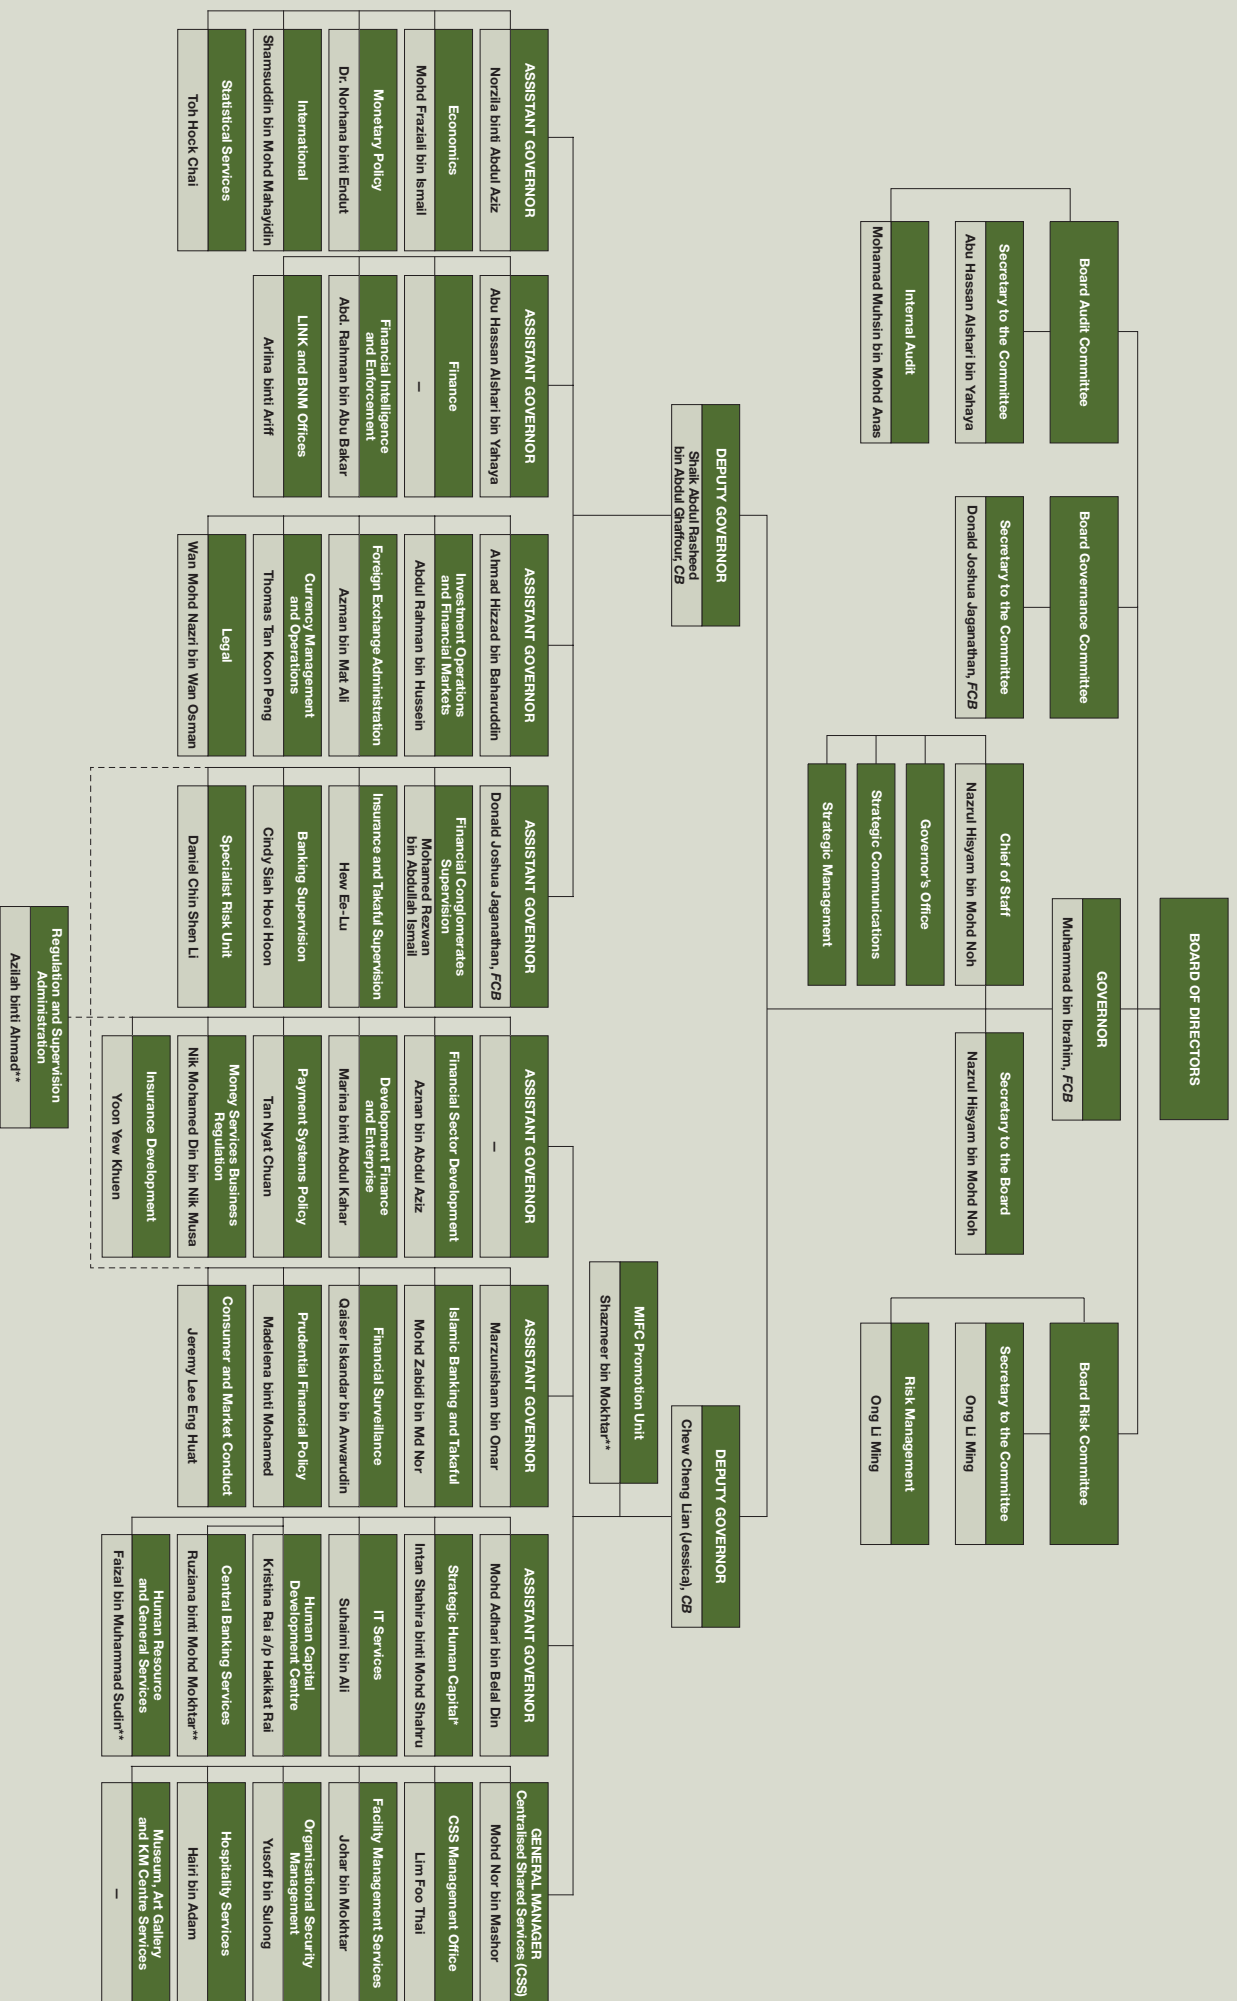 BOARD OF DIRECTORS
GOVERNOR
Muhammad bin Ibrahim, FCB
Board Audit Committee
Secretary to the Committee
Abu Hassan Alshari bin Yahaya
Internal Audit
Mohamad Muhsin bin Mohd Anas
Board Governance Committee
Secretary to the Committee
Donald Joshua Jaganathan, FCB
Chief of Staff
Nazrul Hisyam bin Mohd Noh
Governor's Office
Strategic Communications
Strategic Management
Secretary to the Board
Nazrul Hisyam bin Mohd Noh
Board Risk Committee
Secretary to the Committee
Ong Li Ming
Risk Management
Ong Li Ming
DEPUTY GOVERNOR
Shaik Abdul Rasheed
bin Abdul Ghaffour, CB
DEPUTY GOVERNOR
Chew Cheng Lian (Jessica), CB
MIFC Promotion Unit
Shazmeer bin Mokhtar**
ASSISTANT GOVERNOR
Norzila binti Abdul Aziz
Economics
Mohd Fraziali bin Ismail
Monetary Policy
Dr. Norhana binti Endut
International
Shamsuddin bin Mohd Mahayidin
Statistical Services
Toh Hock Chai
ASSISTANT GOVERNOR
Abu Hassan Alshari bin Yahaya
Finance
–
Financial Intelligence
and Enforcement
Abd. Rahman bin Abu Bakar
LINK and BNM Offices
Arlina binti Ariff
ASSISTANT GOVERNOR
Ahmad Hizzad bin Baharuddin
Investment Operations
and Financial Markets
Abdul Rahman bin Hussein
Foreign Exchange Administration
Azman bin Mat Ali
Currency Management
and Operations
Thomas Tan Koon Peng
Legal
Wan Mohd Nazri bin Wan Osman
ASSISTANT GOVERNOR
Donald Joshua Jaganathan, FCB
Financial Conglomerates
Supervision
Mohamed Rezwan
bin Abdullah Ismail
Insurance and Takaful Supervision
Hew Ee-Lu
Banking Supervision
Cindy Siah Hooi Hoon
Specialist Risk Unit
Daniel Chin Shen Li
ASSISTANT GOVERNOR
–
Financial Sector Development
Aznan bin Abdul Aziz
Development Finance
and Enterprise
Marina binti Abdul Kahar
Payment Systems Policy
Tan Nyat Chuan
Money Services Business
Regulation
Nik Mohamed Din bin Nik Musa
Insurance Development
Yoon Yew Khuen
ASSISTANT GOVERNOR
Marzunisham bin Omar
Islamic Banking and Takaful
Mohd Zabidi bin Md Nor
Financial Surveillance
Qaiser Iskandar bin Anwarudin
Prudential Financial Policy
Madelena binti Mohamed
Consumer and Market Conduct
Jeremy Lee Eng Huat
ASSISTANT GOVERNOR
Mohd Adhari bin Belal Din
Strategic Human Capital*
Intan Shahira binti Mohd Shahru
IT Services
Suhaimi bin Ali
Human Capital
Development Centre
Kristina Rai a/p Hakikat Rai
Central Banking Services
Ruziana binti Mohd Mokhtar**
Human Resource
and General Services
Faizal bin Muhammad Sudin**
GENERAL MANAGER
Centralised Shared Services (CSS)
Mohd Nor bin Mashor
CSS Management Office
Lim Foo Thai
Facility Management Services
Johar bin Mokhtar
Organisational Security
Management
Yusoff bin Sulong
Hospitality Services
Hairi bin Adam
Museum, Art Gallery
and KM Centre Services
–
Regulation and Supervision
Administration
Azilah binti Ahmad**